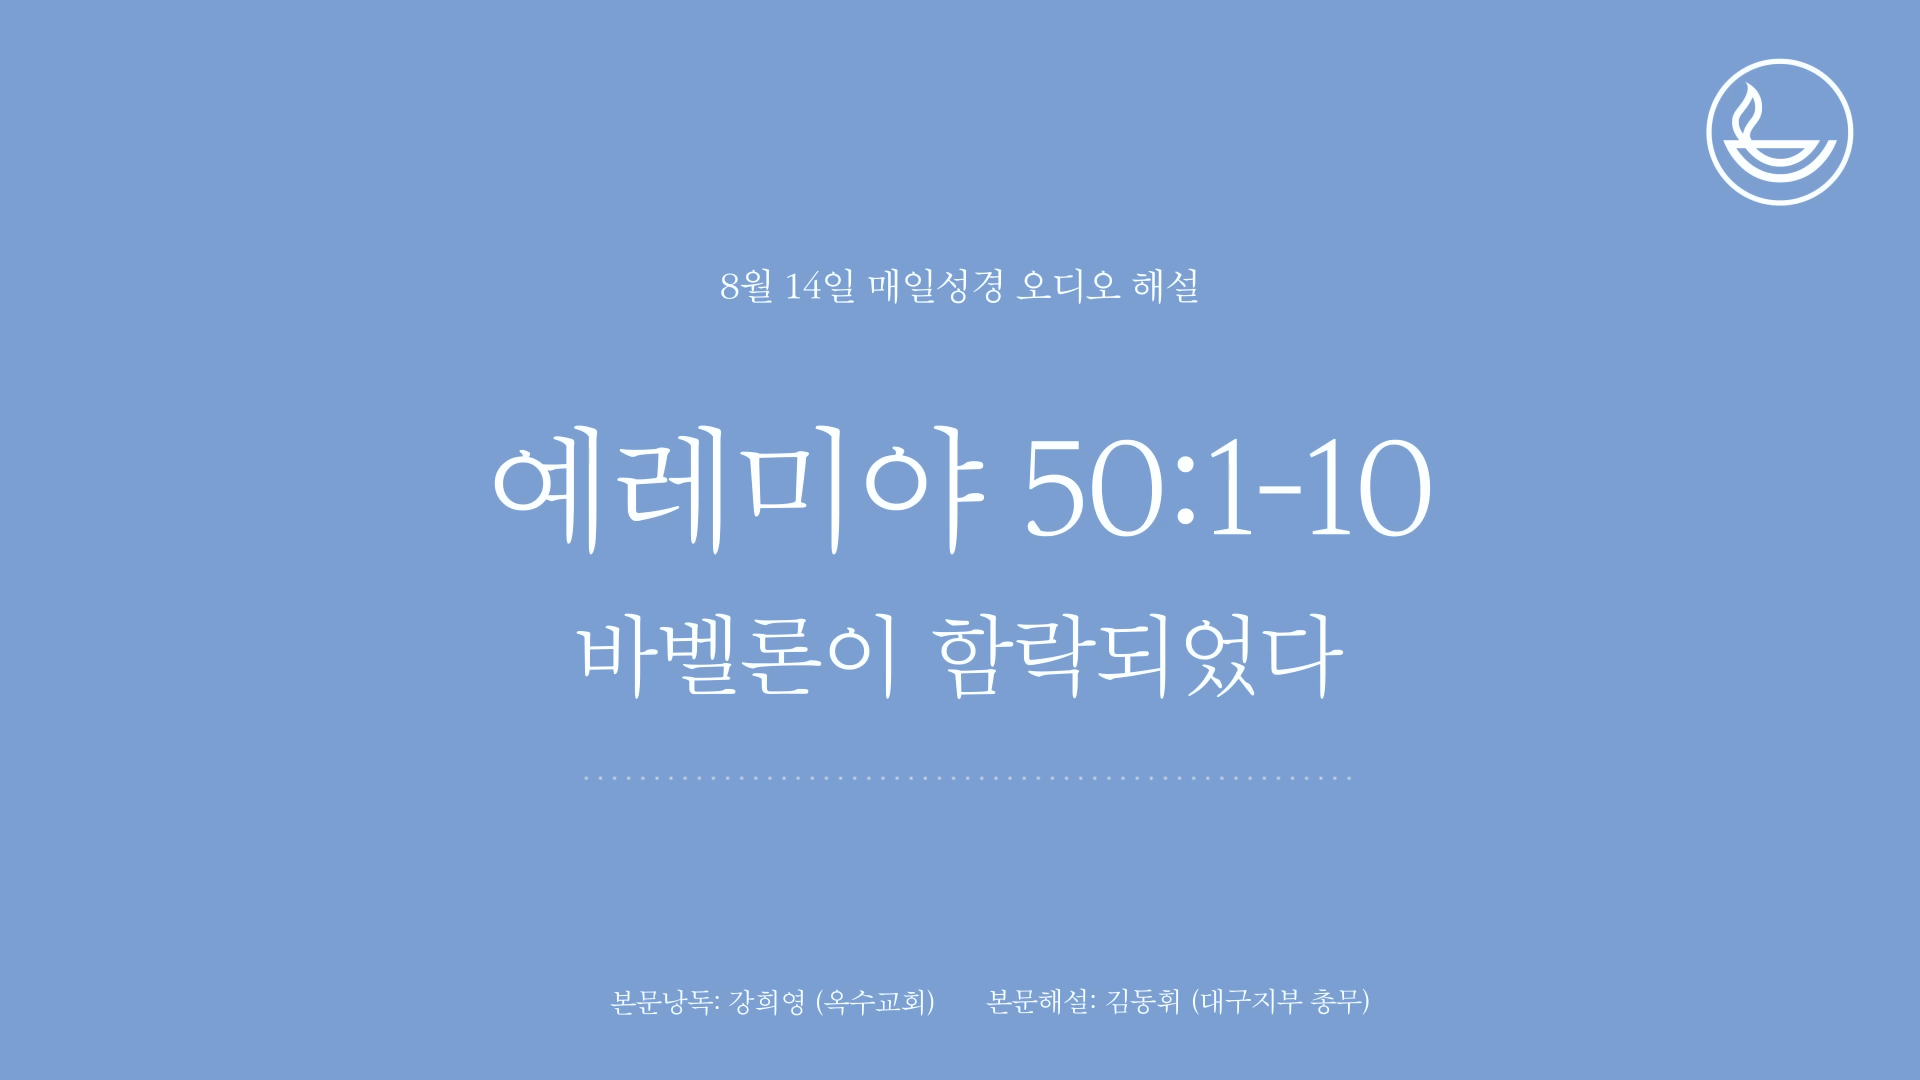 8월 14일 매일성경 오디오 해설
예레미야 50:1-10
바벨론이 함락되었다
본문낭독: 강희영 (옥수교회) 본문해설: 김동휘 (대구지부 총무)